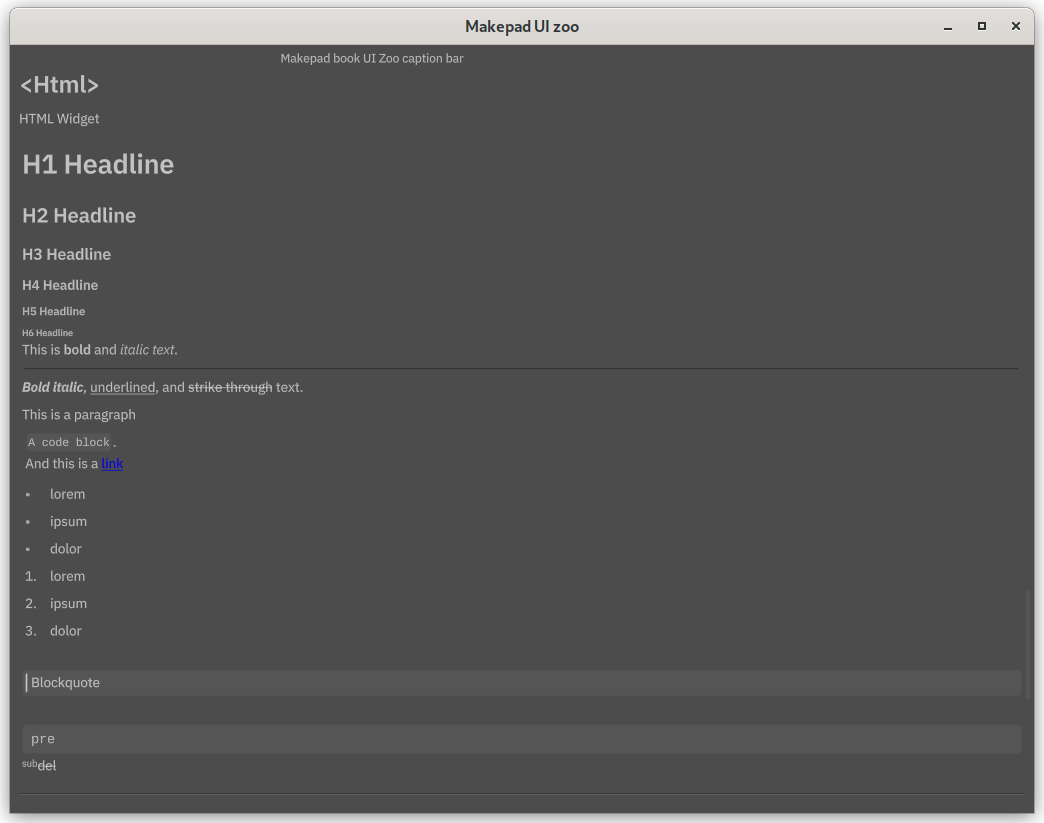 Makepad UI zoo
Makepad book UI Zoo caption bar
<Html>
HTML Widget
H1 Headline
H2 Headline
H3 Headline
H4 Headline
H5 Headline
H6 Headline
This is bold and italic text.
Bold italic, underlined, and strike through text.
This is a paragraph
A code block.
And this is a link
• lorem
• ipsum
• dolor
1. lorem
2. ipsum
3. dolor
Blockquote
pre
subdel